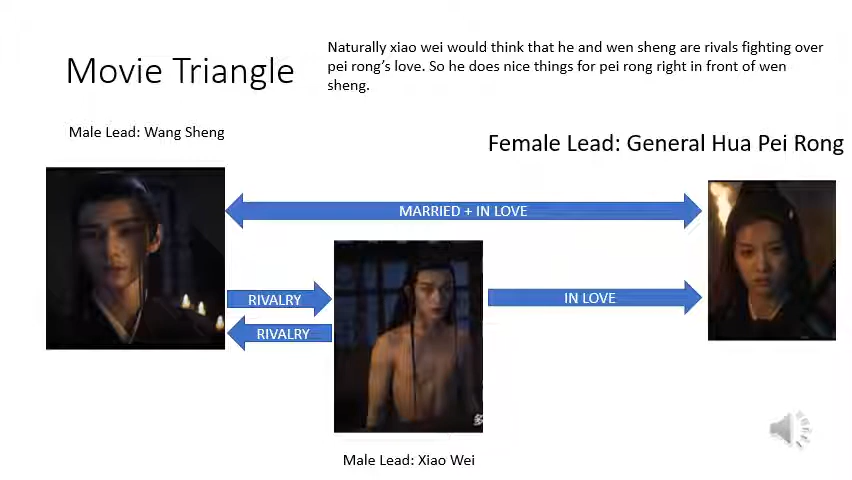 Movie Triangle
Naturally xiao wei would think that he and wen sheng are rivals fighting over
pei rong's love. So he does nice things for pei rong right in front of wen
sheng.
Male Lead: Wang Sheng
Female Lead: General Hua Pei Rong
MARRIED + IN LOVE
RIVALRY
IN LOVE
RIVALRY
Male Lead: Xiao Wei